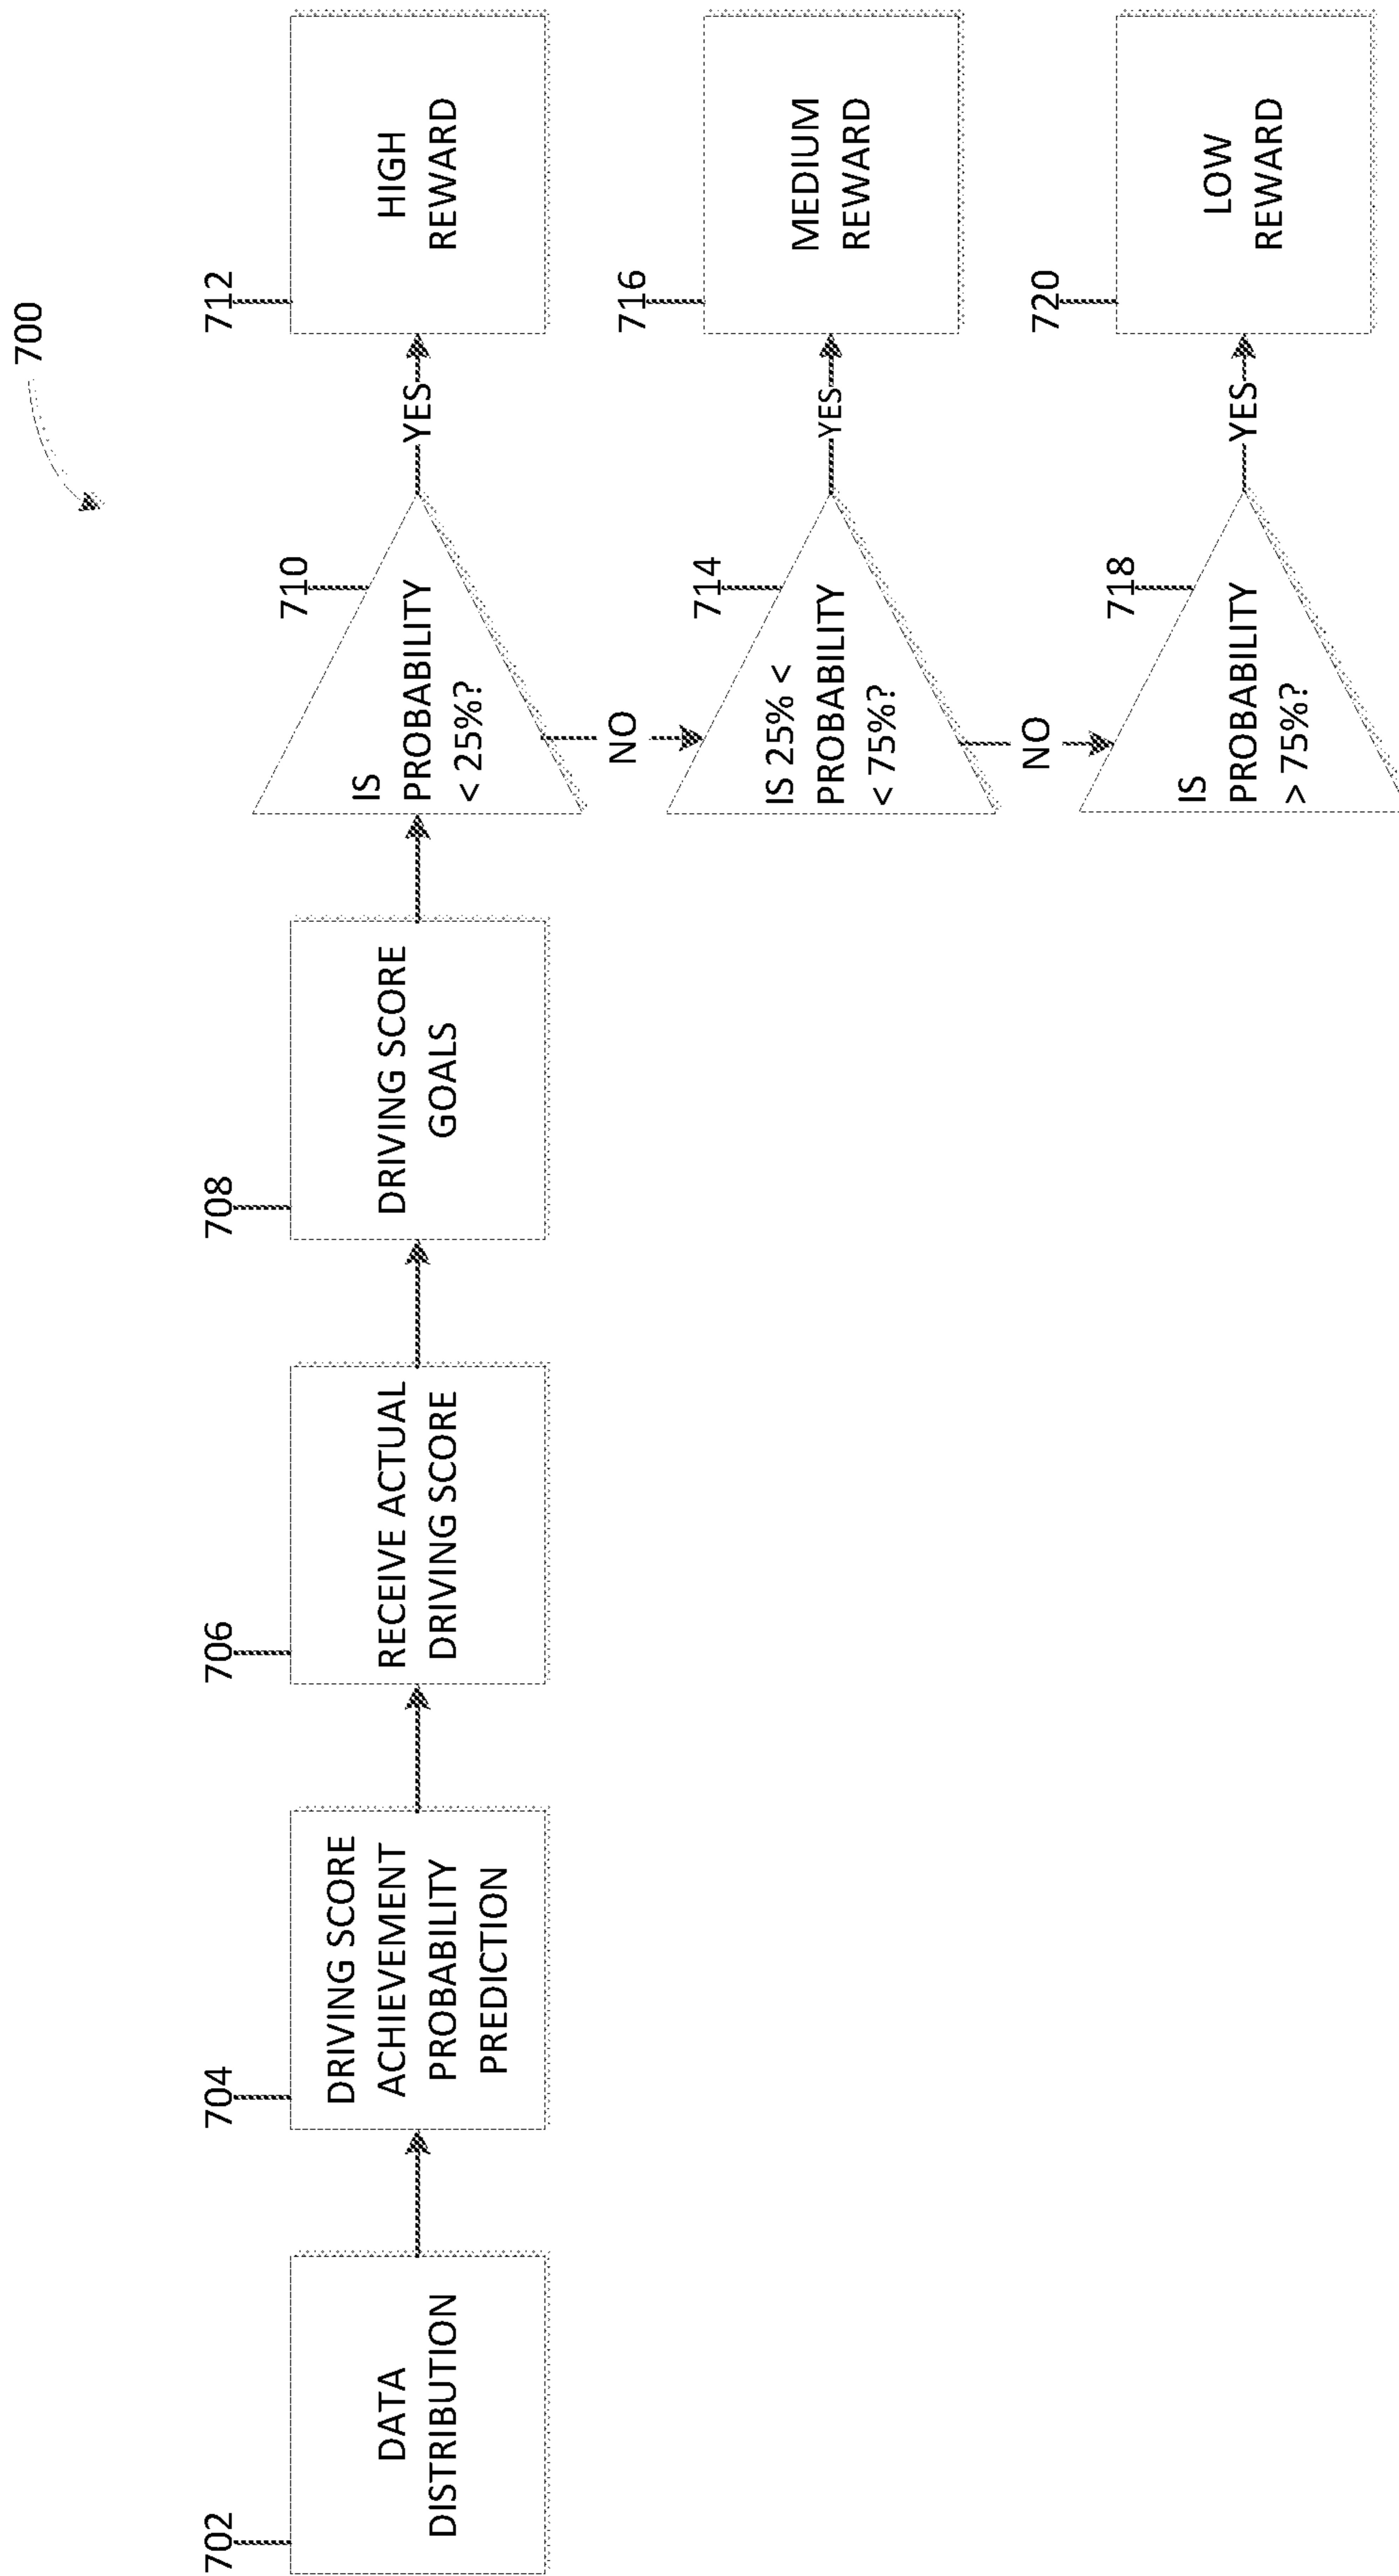 700
702
DATA
DISTRIBUTION
704
DRIVING SCORE
ACHIEVEMENT
PROBABILITY
PREDICTION
706
RECEIVE ACTUAL
DRIVING SCORE
708
DRIVING SCORE
GOALS
710
IS
PROBABILITY
< 25%?
YES
712
HIGH
REWARD
NO
714
IS 25% <
PROBABILITY
< 75%?
YES
716
MEDIUM
REWARD
NO
718
IS
PROBABILITY
> 75%?
YES
720
LOW
REWARD